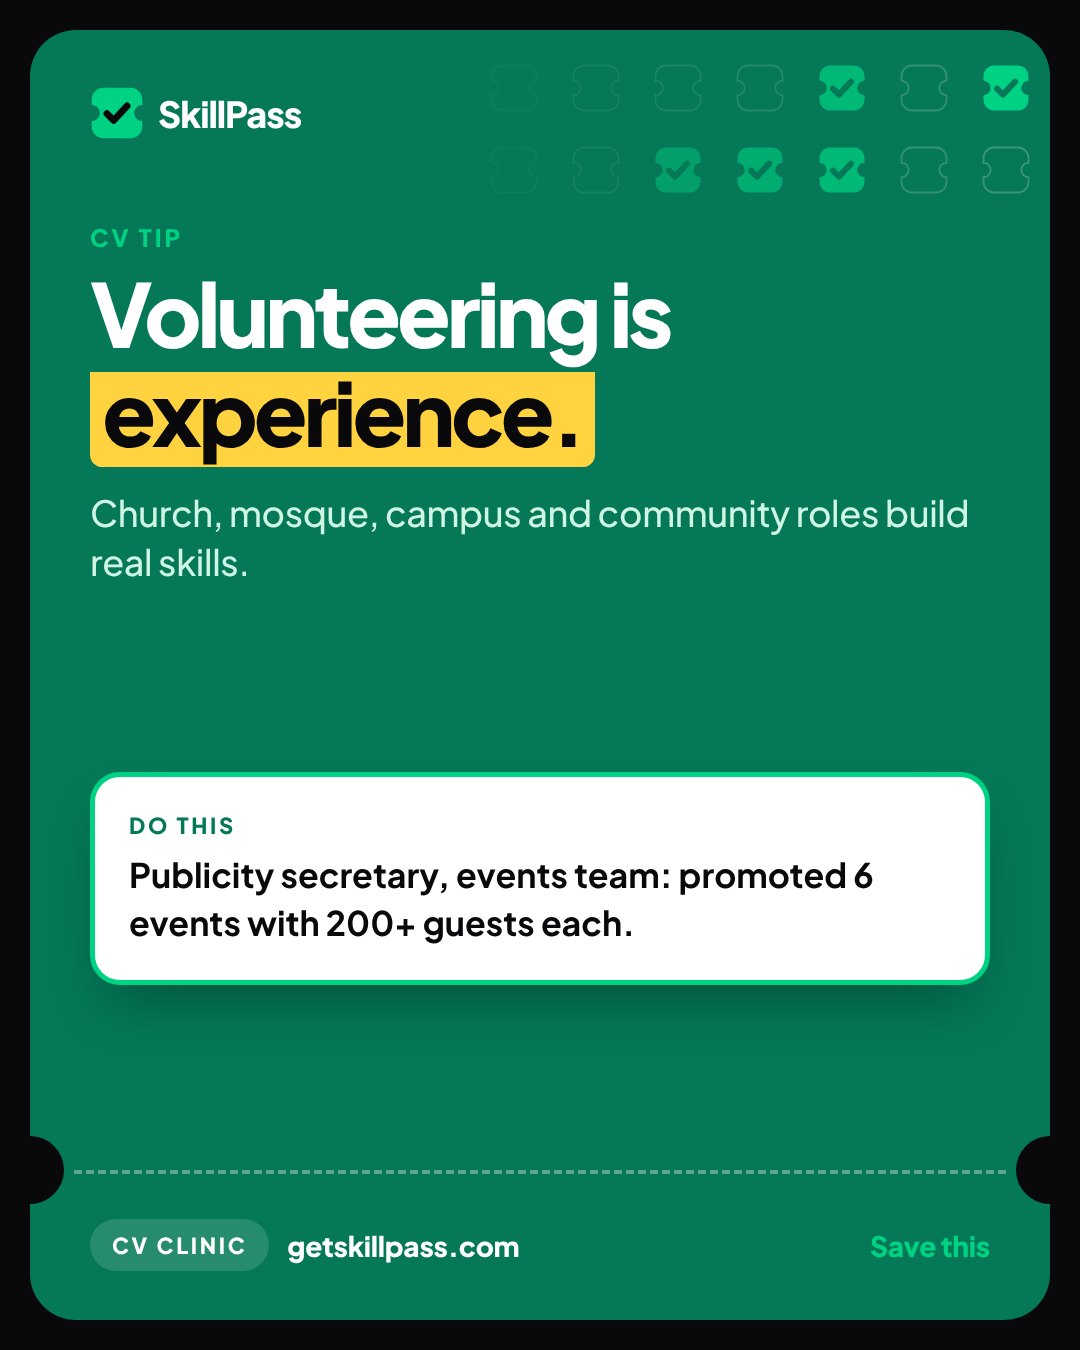 SkillPass
CV TIP
Volunteering is
experience.
Church, mosque, campus and community roles build
real skills.
DO THIS
Publicity secretary, events team: promoted 6
events with 200+ guests each.
CV CLINIC getskillpass.com Save this